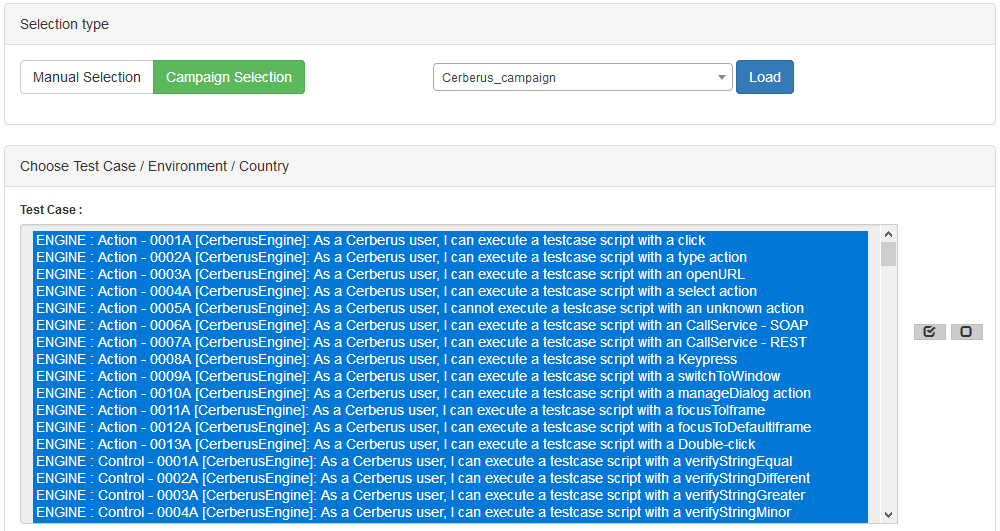 Selection type
Manual Selection Campaign Selection Cerberus_campaign Load
Choose Test Case / Environment / Country
Test Case :
ENGINE : Action - 0001A [CerberusEngine]: As a Cerberus user, I can execute a testcase script with a click
ENGINE : Action - 0002A [CerberusEngine]: As a Cerberus user, I can execute a testcase script with a type action
ENGINE : Action - 0003A [CerberusEngine]: As a Cerberus user, I can execute a testcase script with an openURL
ENGINE : Action - 0004A [CerberusEngine]: As a Cerberus user, I can execute a testcase script with a select action
ENGINE : Action - 0005A [CerberusEngine]: As a Cerberus user, I cannot execute a testcase script with an unknown action
ENGINE : Action - 0006A [CerberusEngine]: As a Cerberus user, I can execute a testcase script with an CallService - SOAP
ENGINE : Action - 0007A [CerberusEngine]: As a Cerberus user, I can execute a testcase script with an CallService - REST
ENGINE : Action - 0008A [CerberusEngine]: As a Cerberus user, I can execute a testcase script with a Keypress
ENGINE : Action - 0009A [CerberusEngine]: As a Cerberus user, I can execute a testcase script with a switchToWindow
ENGINE : Action - 0010A [CerberusEngine]: As a Cerberus user, I can execute a testcase script with a manageDialog action
ENGINE : Action - 0011A [CerberusEngine]: As a Cerberus user, I can execute a testcase script with a focusToIframe
ENGINE : Action - 0012A [CerberusEngine]: As a Cerberus user, I can execute a testcase script with a focusToDefaultIframe
ENGINE : Action - 0013A [CerberusEngine]: As a Cerberus user, I can execute a testcase script with a Double-click
ENGINE : Control - 0001A [CerberusEngine]: As a Cerberus user, I can execute a testcase script with a verifyStringEqual
ENGINE : Control - 0002A [CerberusEngine]: As a Cerberus user, I can execute a testcase script with a verifyStringDifferent
ENGINE : Control - 0003A [CerberusEngine]: As a Cerberus user, I can execute a testcase script with a verifyStringGreater
ENGINE : Control - 0004A [CerberusEngine]: As a Cerberus user, I can execute a testcase script with a verifyStringMinor